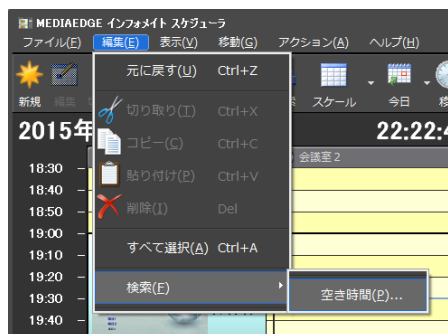 MEDIAEDGE インフォメイト スケジューラ
ファイル(F) 編集(E) 表示(V) 移動(G) アクション(A) ヘルプ(H)
新規 編集 スケール 今日
元に戻す(U) Ctrl+Z
切り取り(T) Ctrl+X
コピー(C) Ctrl+C
貼り付け(P) Ctrl+V
削除(I) Del
すべて選択(A) Ctrl+A
検索(F)
空き時間(P)...
2015年 22:22:4
会議室2
18:30
18:40
18:50
19:00
19:10
19:20
19:30
19:40